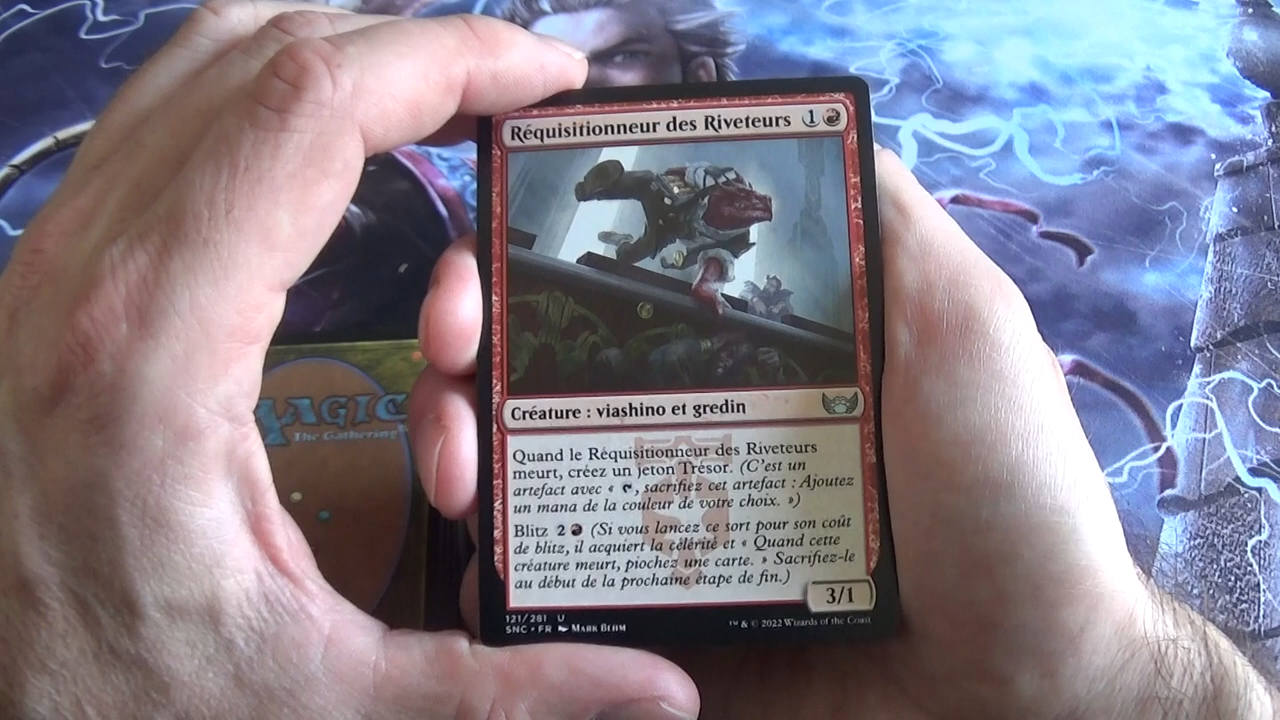 Réquisitionneur des Riveteurs 1
Créature : viashino et gredin
Quand le Réquisitionneur des Riveteurs
meurt, créez un jeton Trésor. (C'est un
artefact avec « , sacrifiez cet artefact : Ajoutez
un mana de la couleur de votre choix. »)
Blitz 2 (Si vous lancez ce sort pour son coût
de blitz, il acquiert la célérité et « Quand cette
créature meurt, piochez une carte. » Sacrifiez-le
au début de la prochaine étape de fin.)
3/1
121/281 U
SNC • FR Mark Behm
™ & © 2022 Wizards of the Coast
MAGIC
The Gathering